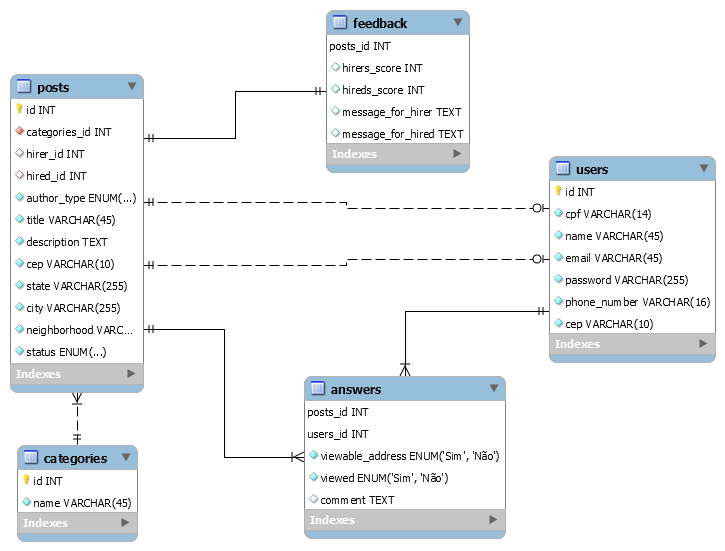 feedback
posts_id INT
hirers_score INT
hireds_score INT
message_for_hirer TEXT
message_for_hired TEXT
Indexes
posts
id INT
categories_id INT
hirer_id INT
hired_id INT
author_type ENUM(...)
title VARCHAR(45)
description TEXT
cep VARCHAR(10)
state VARCHAR(255)
city VARCHAR(255)
neighborhood VARC...
status ENUM(...)
Indexes
users
id INT
cpf VARCHAR(14)
name VARCHAR(45)
email VARCHAR(45)
password VARCHAR(255)
phone_number VARCHAR(16)
cep VARCHAR(10)
Indexes
answers
posts_id INT
users_id INT
viewable_address ENUM('Sim', 'Não')
viewed ENUM('Sim', 'Não')
comment TEXT
Indexes
categories
id INT
name VARCHAR(45)
Indexes